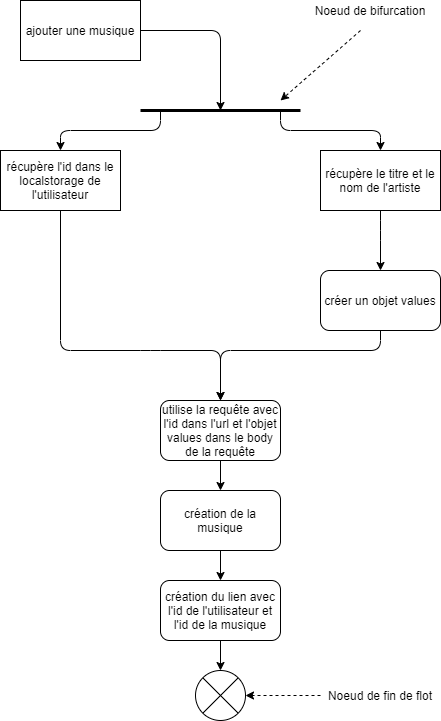 Noeud de bifurcation
ajouter une musique
récupère l'id dans le
localstorage de
l'utilisateur
récupère le titre et le
nom de l'artiste
créer un objet values
utilise la requête avec
l'id dans l'url et l'objet
values dans le body
de la requête
création de la
musique
création du lien avec
l'id de l'utilisateur et
l'id de la musique
Noeud de fin de flot